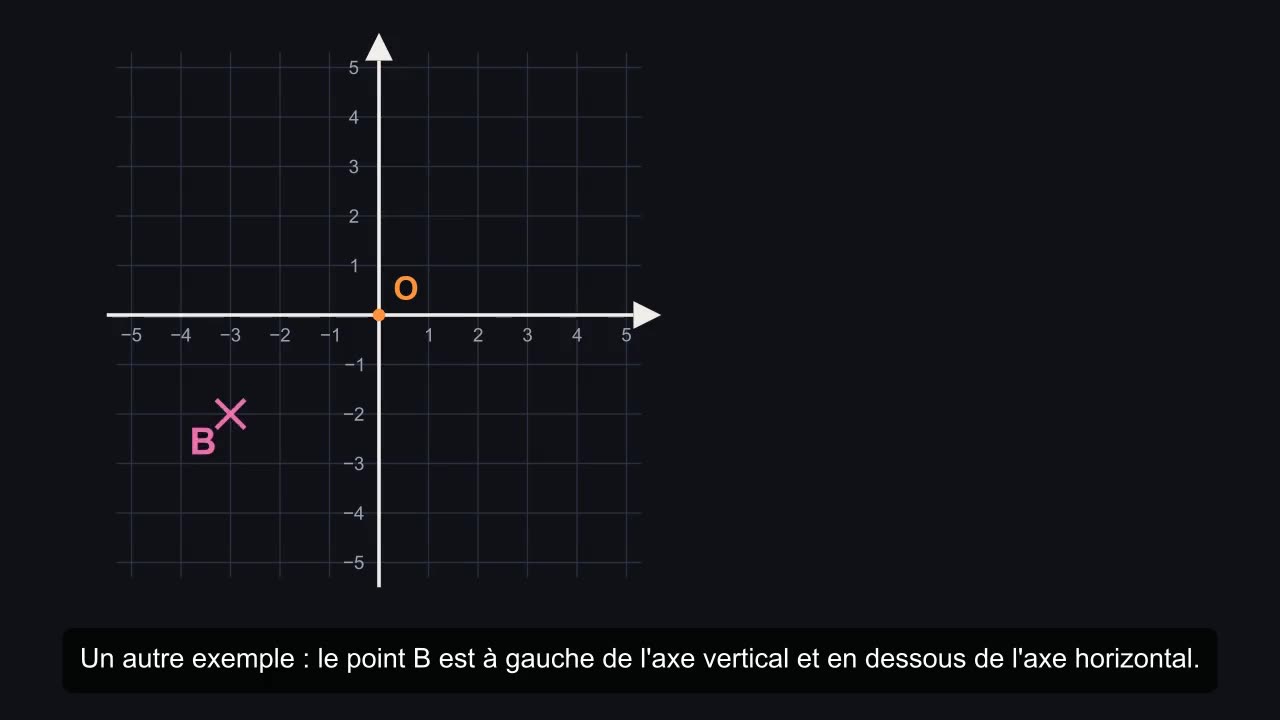 5
4
3
2
1
O
−5 −4 −3 −2 −1 1 2 3 4 5
−1
−2
B
−3
−4
−5
Un autre exemple : le point B est à gauche de l'axe vertical et en dessous de l'axe horizontal.